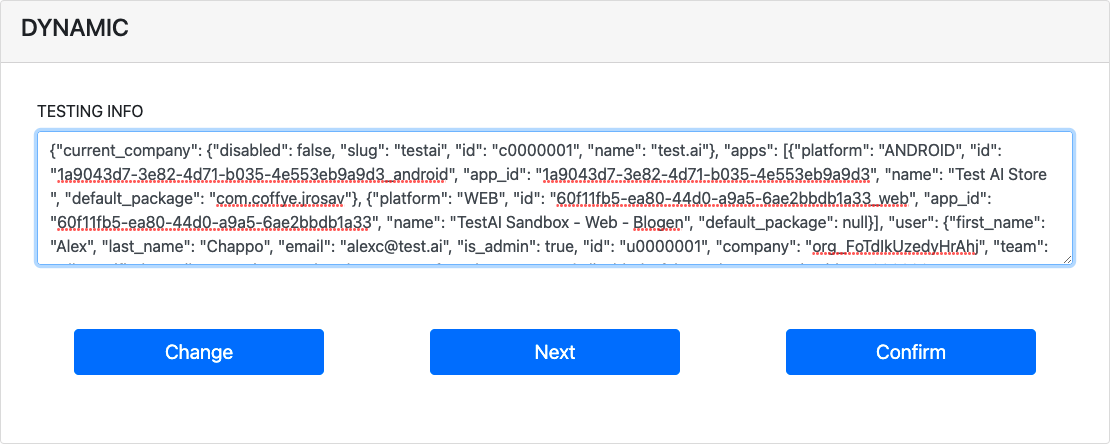 DYNAMIC
TESTING INFO
{"current_company": {"disabled": false, "slug": "testai", "id": "c0000001", "name": "test.ai"}, "apps": [{"platform": "ANDROID", "id":
"1a9043d7-3e82-4d71-b035-4e553eb9a9d3_android", "app_id": "1a9043d7-3e82-4d71-b035-4e553eb9a9d3", "name": "Test AI Store
", "default_package": "com.coffye.jrosav"}, {"platform": "WEB", "id": "60f11fb5-ea80-44d0-a9a5-6ae2bbdb1a33_web", "app_id":
"60f11fb5-ea80-44d0-a9a5-6ae2bbdb1a33", "name": "TestAI Sandbox - Web - Blogen", "default_package": null}], "user": {"first_name":
"Alex", "last_name": "Chappo", "email": "alexc@test.ai", "is_admin": true, "id": "u0000001", "company": "org_FoTdIkUzedyHrAhj", "team":
Change
Next
Confirm